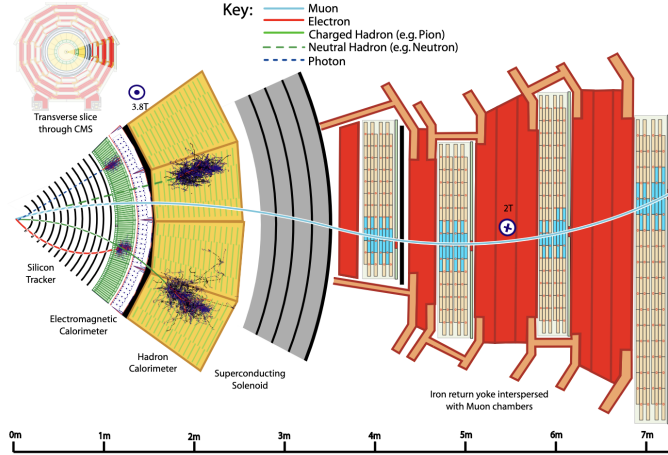 Key:
Muon
Electron
Charged Hadron (e.g. Pion)
Neutral Hadron (e.g. Neutron)
Photon
Transverse slice
through CMS
3.8T
2T
Silicon
Tracker
Electromagnetic
Calorimeter
Hadron
Calorimeter
Superconducting
Solenoid
Iron return yoke interspersed
with Muon chambers
0m
1m
2m
3m
4m
5m
6m
7m